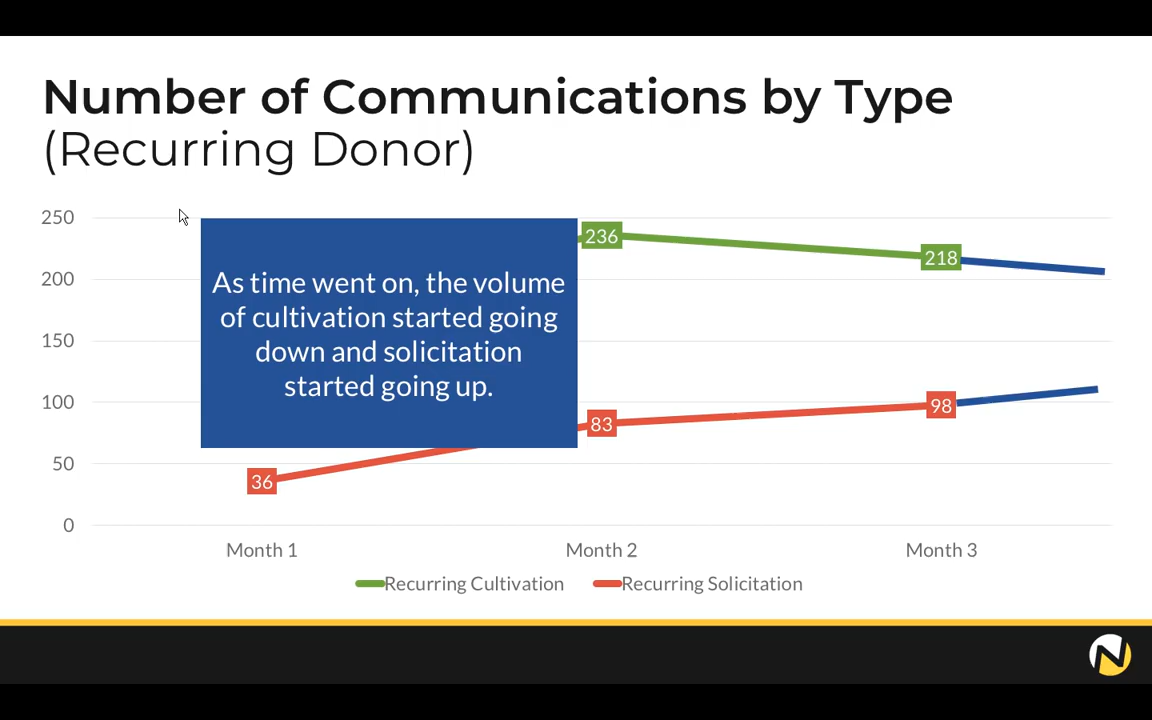 Number of Communications by Type
(Recurring Donor)
250
200
150
100
50
0
As time went on, the volume
of cultivation started going
down and solicitation
started going up.
236
218
36
83
98
Month 1
Month 2
Month 3
Recurring Cultivation
Recurring Solicitation
N